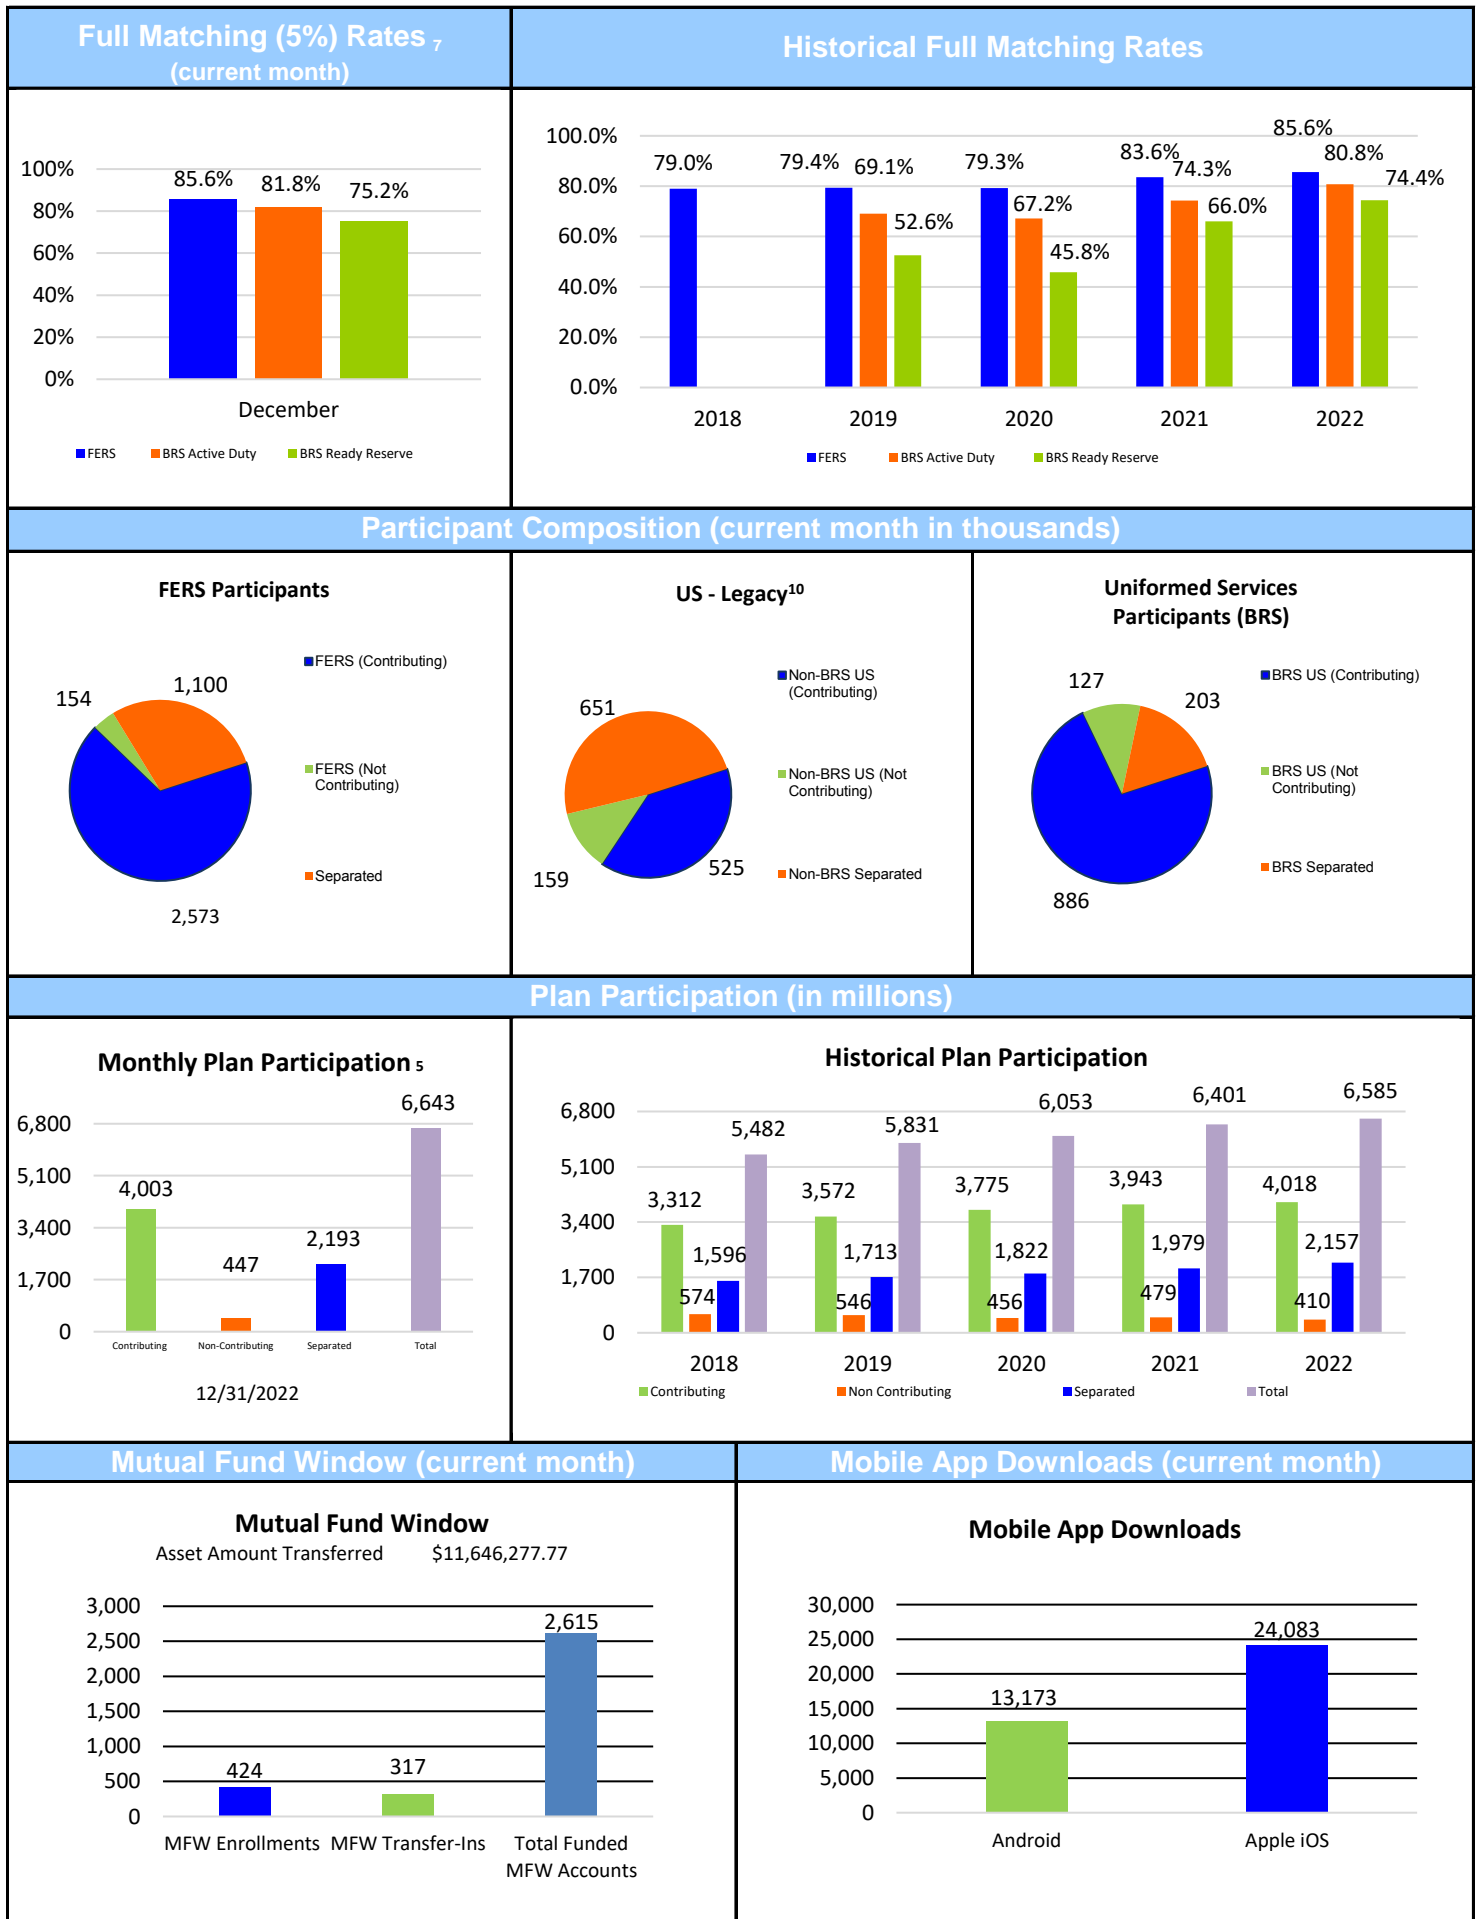 Full Matching (5%) Rates 7
(current month)
Historical Full Matching Rates
100%
80%
60%
40%
20%
0%
85.6%
81.8%
75.2%
December
FERS
BRS Active Duty
BRS Ready Reserve
100.0%
80.0%
60.0%
40.0%
20.0%
0.0%
79.0%
79.4%
69.1%
52.6%
79.3%
67.2%
45.8%
83.6%
74.3%
66.0%
85.6%
80.8%
74.4%
2018
2019
2020
2021
2022
FERS
BRS Active Duty
BRS Ready Reserve
Participant Composition (current month in thousands)
FERS Participants
154
1,100
2,573
FERS (Contributing)
FERS (Not
Contributing)
Separated
US - Legacy10
651
159
525
Non-BRS US
(Contributing)
Non-BRS US (Not
Contributing)
Non-BRS Separated
Uniformed Services
Participants (BRS)
127
203
886
BRS US (Contributing)
BRS US (Not
Contributing)
BRS Separated
Plan Participation (in millions)
Monthly Plan Participation 5
6,800
5,100
3,400
1,700
0
4,003
447
2,193
6,643
Contributing
Non-Contributing
Separated
Total
12/31/2022
Historical Plan Participation
6,800
5,100
3,400
1,700
0
3,312
574
1,596
5,482
3,572
546
1,713
5,831
3,775
456
1,822
6,053
3,943
479
1,979
6,401
4,018
410
2,157
6,585
2018
2019
2020
2021
2022
Contributing
Non Contributing
Separated
Total
Mutual Fund Window (current month)
Mobile App Downloads (current month)
Mutual Fund Window
Asset Amount Transferred $11,646,277.77
3,000
2,500
2,000
1,500
1,000
500
0
424
317
2,615
MFW Enrollments
MFW Transfer-Ins
Total Funded
MFW Accounts
Mobile App Downloads
30,000
25,000
20,000
15,000
10,000
5,000
0
13,173
24,083
Android
Apple iOS